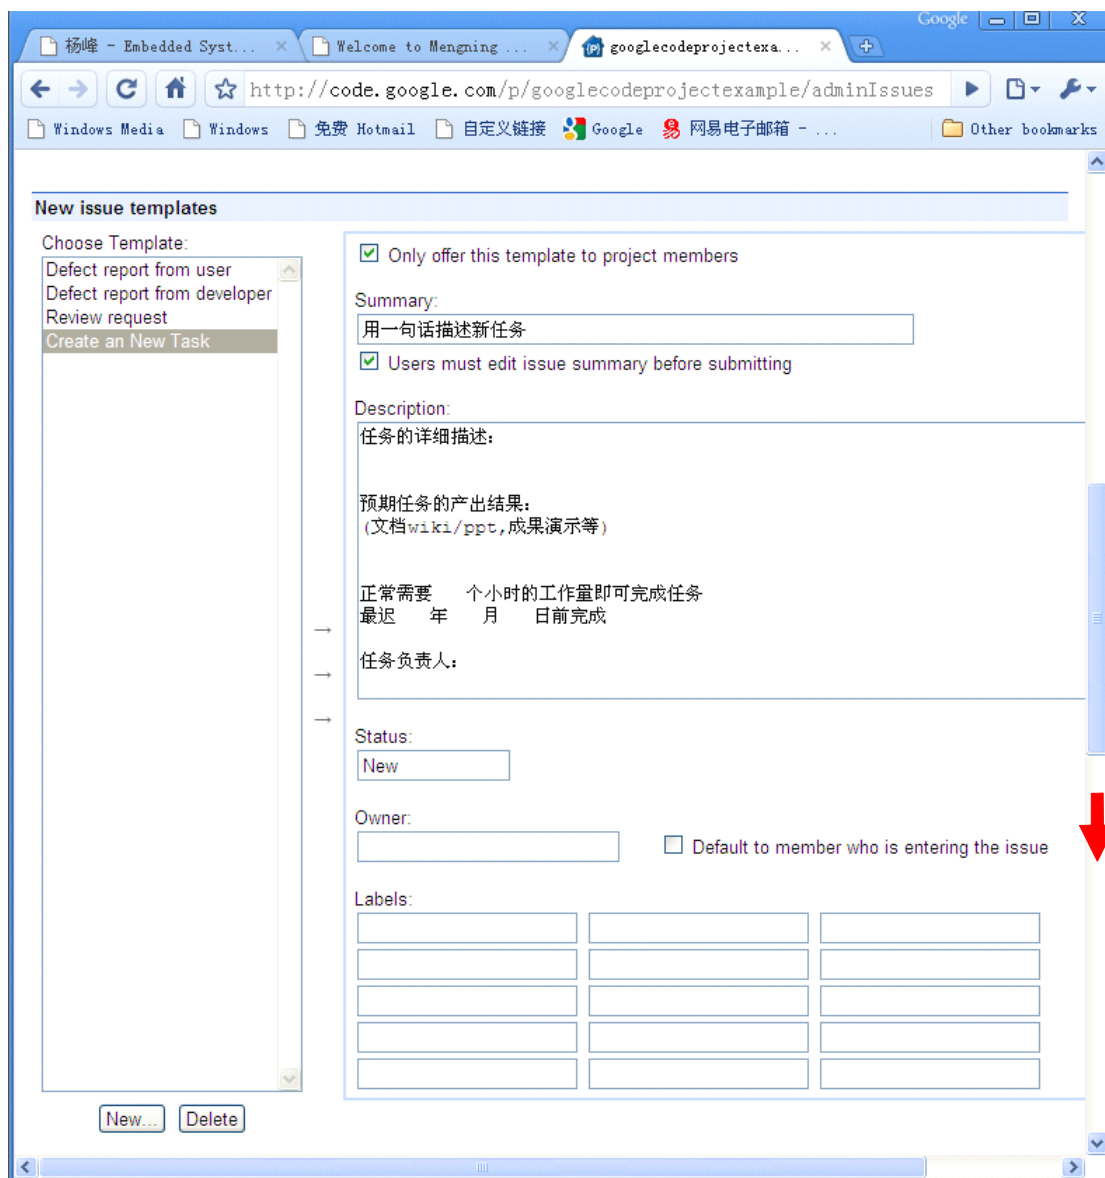 Google
杨峰 - Embedded Syst...
Welcome to Mengning ...
googlecodeprojectexa...
http://code.google.com/p/googlecodeprojectexample/adminIssues
Windows Media
Windows
免费 Hotmail
自定义链接
Google
网易电子邮箱 - ...
Other bookmarks
New issue templates
Choose Template:
Defect report from user
Defect report from developer
Review request
Create an New Task
New...
Delete
Only offer this template to project members
Summary:
用一句话描述新任务
Users must edit issue summary before submitting
Description:
任务的详细描述：
预期任务的产出结果：
(文档wiki/ppt,成果演示等)
正常需要 个小时的工作量即可完成任务
最迟 年 月 日前完成
任务负责人：
Status:
New
Owner:
Default to member who is entering the issue
Labels: